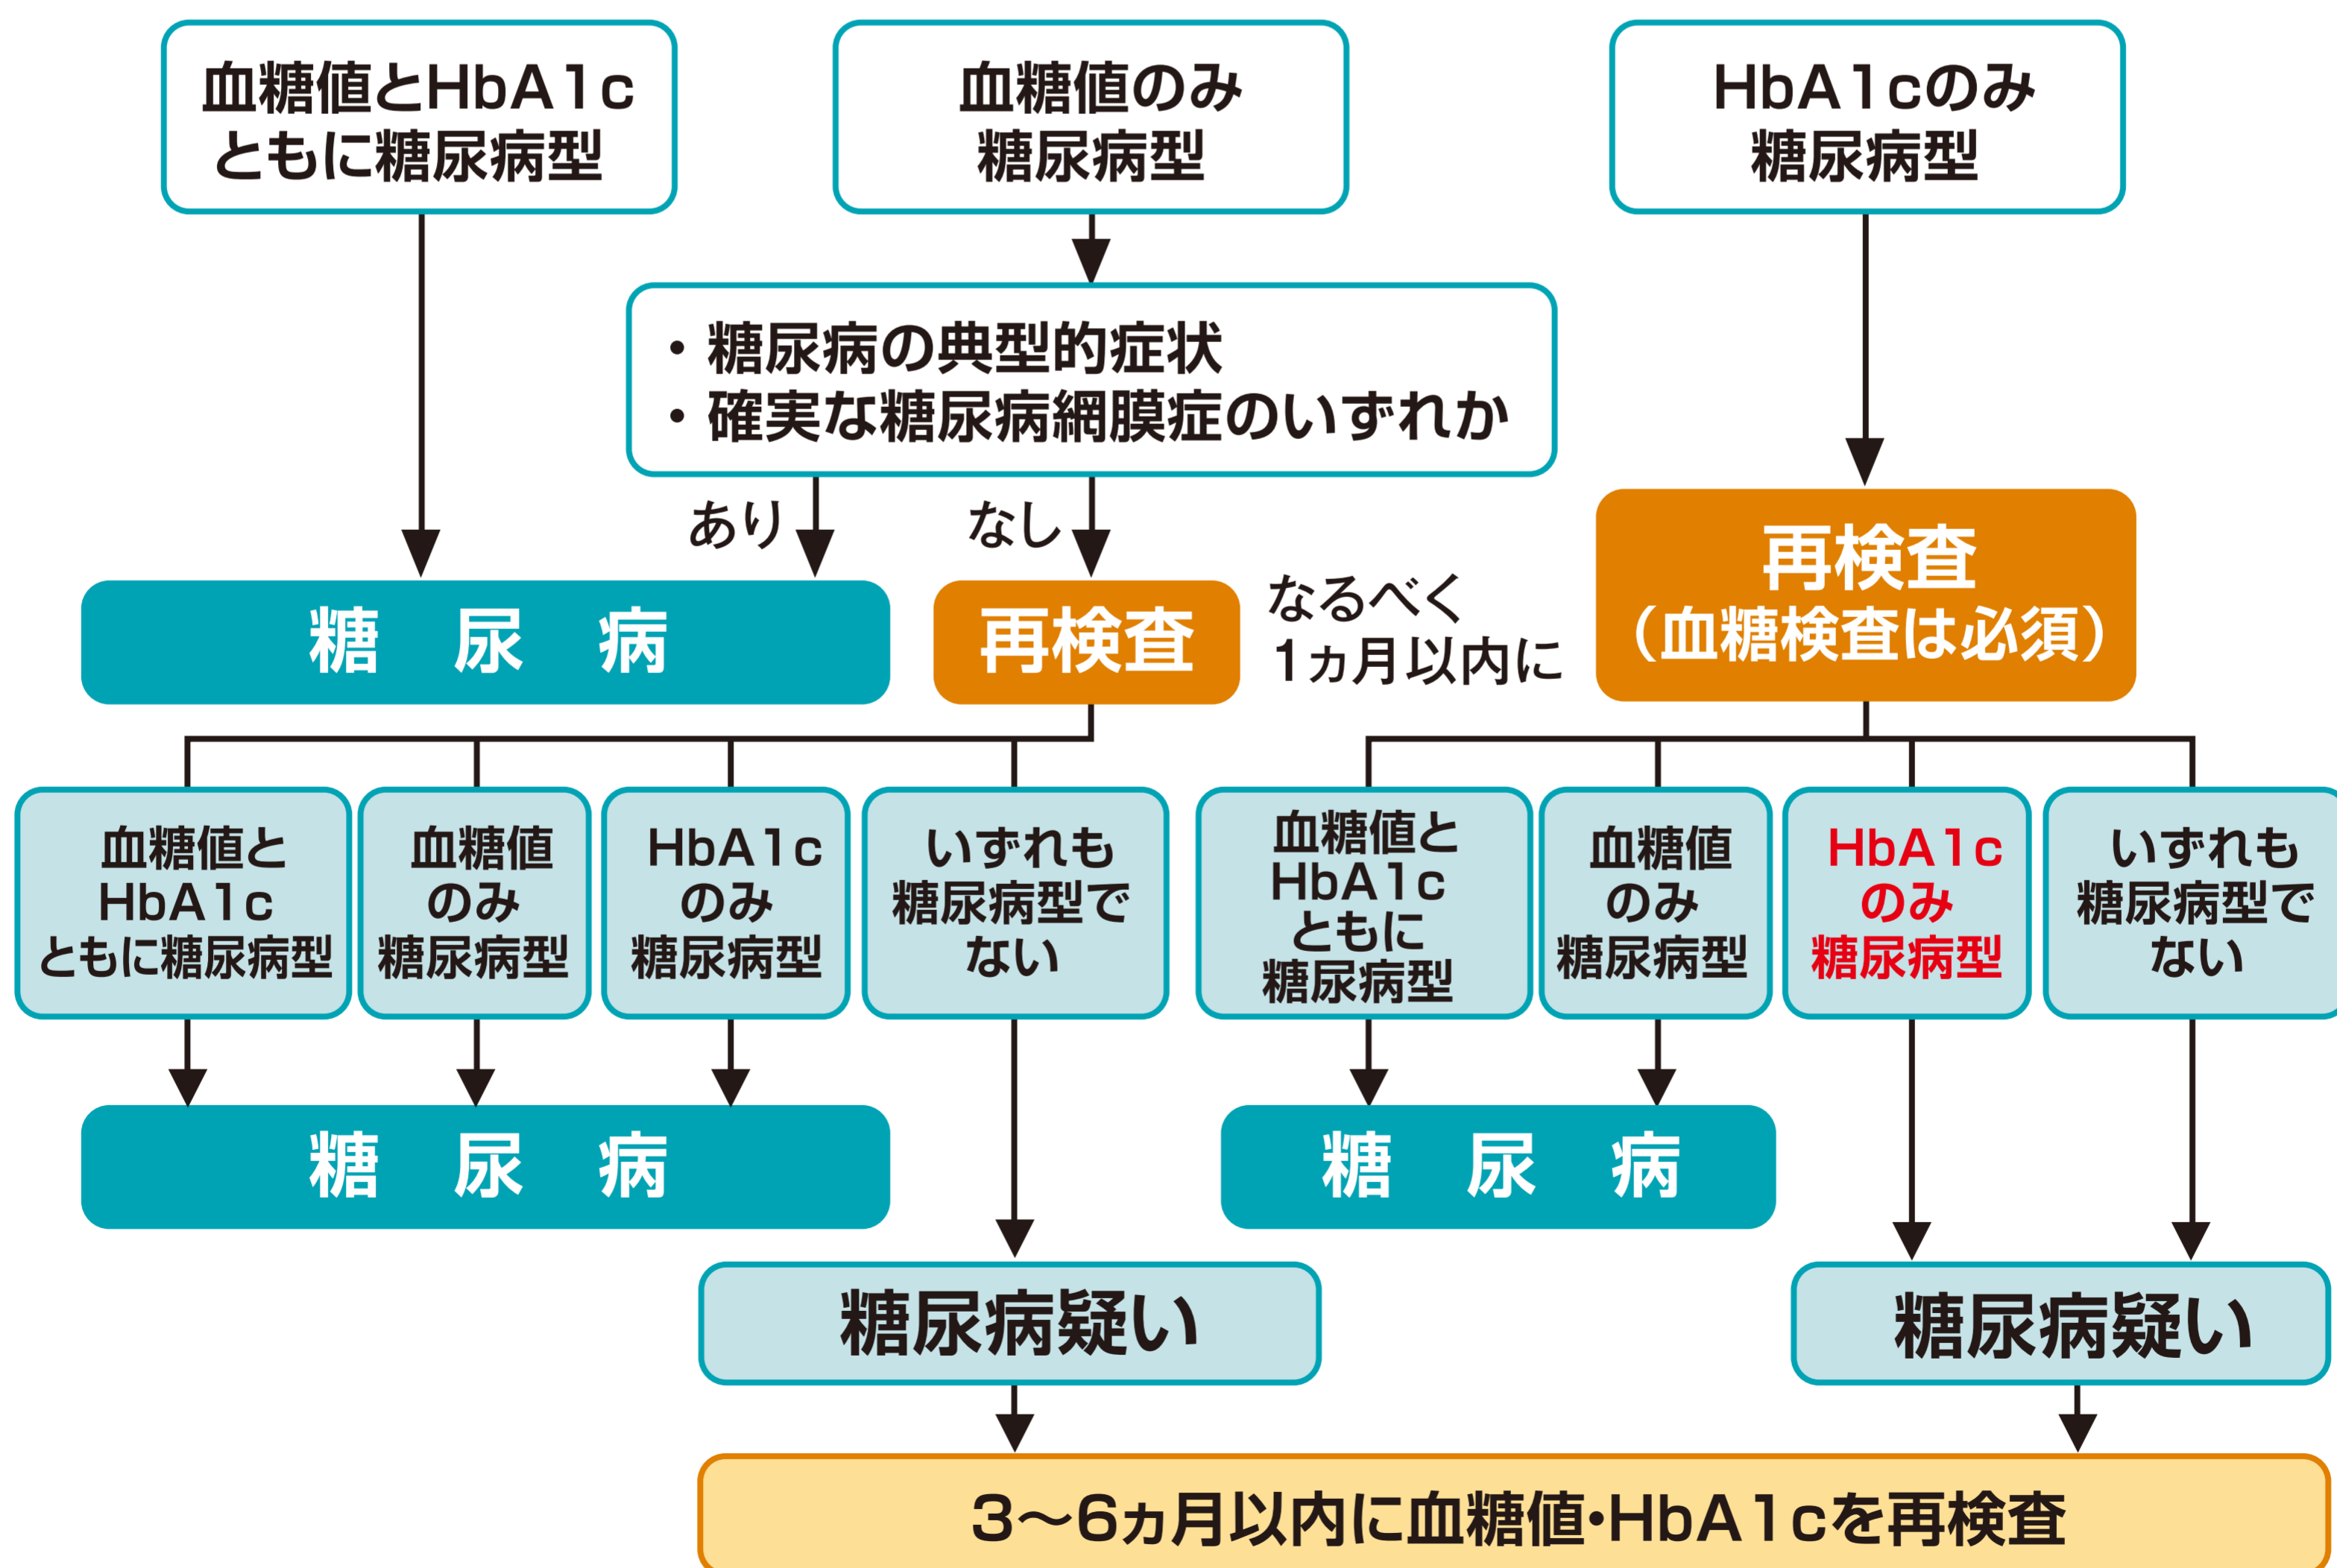 血糖値とHbA1c
ともに糖尿病型
血糖値のみ
糖尿病型
HbA1cのみ
糖尿病型
・糖尿病の典型的症状
・確実な糖尿病網膜症のいずれか
あり
なし
糖 尿 病
再検査
なるべく
1ヵ月以内に
再検査
（血糖検査は必須）
血糖値と
HbA1c
ともに糖尿病型
血糖値
のみ
糖尿病型
HbA1c
のみ
糖尿病型
いずれも
糖尿病型で
ない
血糖値と
HbA1c
ともに
糖尿病型
血糖値
のみ
糖尿病型
HbA1c
のみ
糖尿病型
いずれも
糖尿病型で
ない
糖 尿 病
糖 尿 病
糖尿病疑い
糖尿病疑い
3〜6ヵ月以内に血糖値・HbA1cを再検査